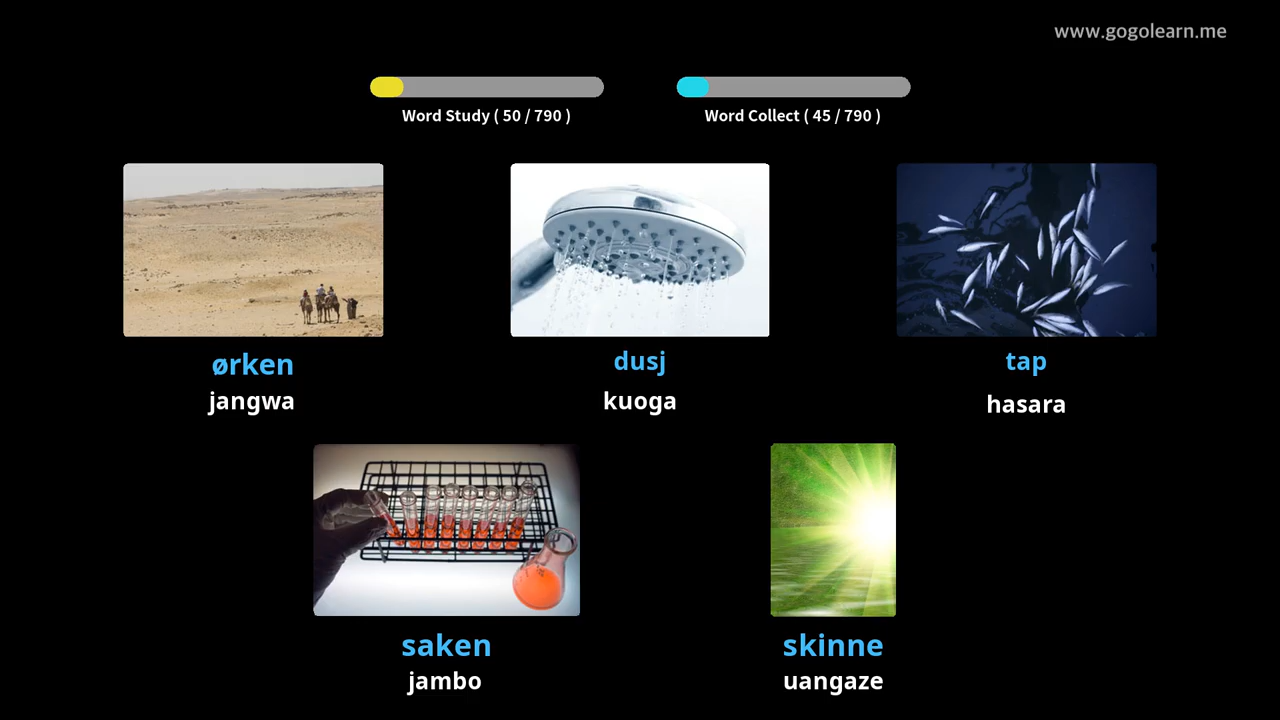 www.gogolearn.me
Word Study ( 50 / 790 )
Word Collect ( 45 / 790 )
ørken
jangwa
dusj
kuoga
tap
hasara
saken
jambo
skinne
uangaze